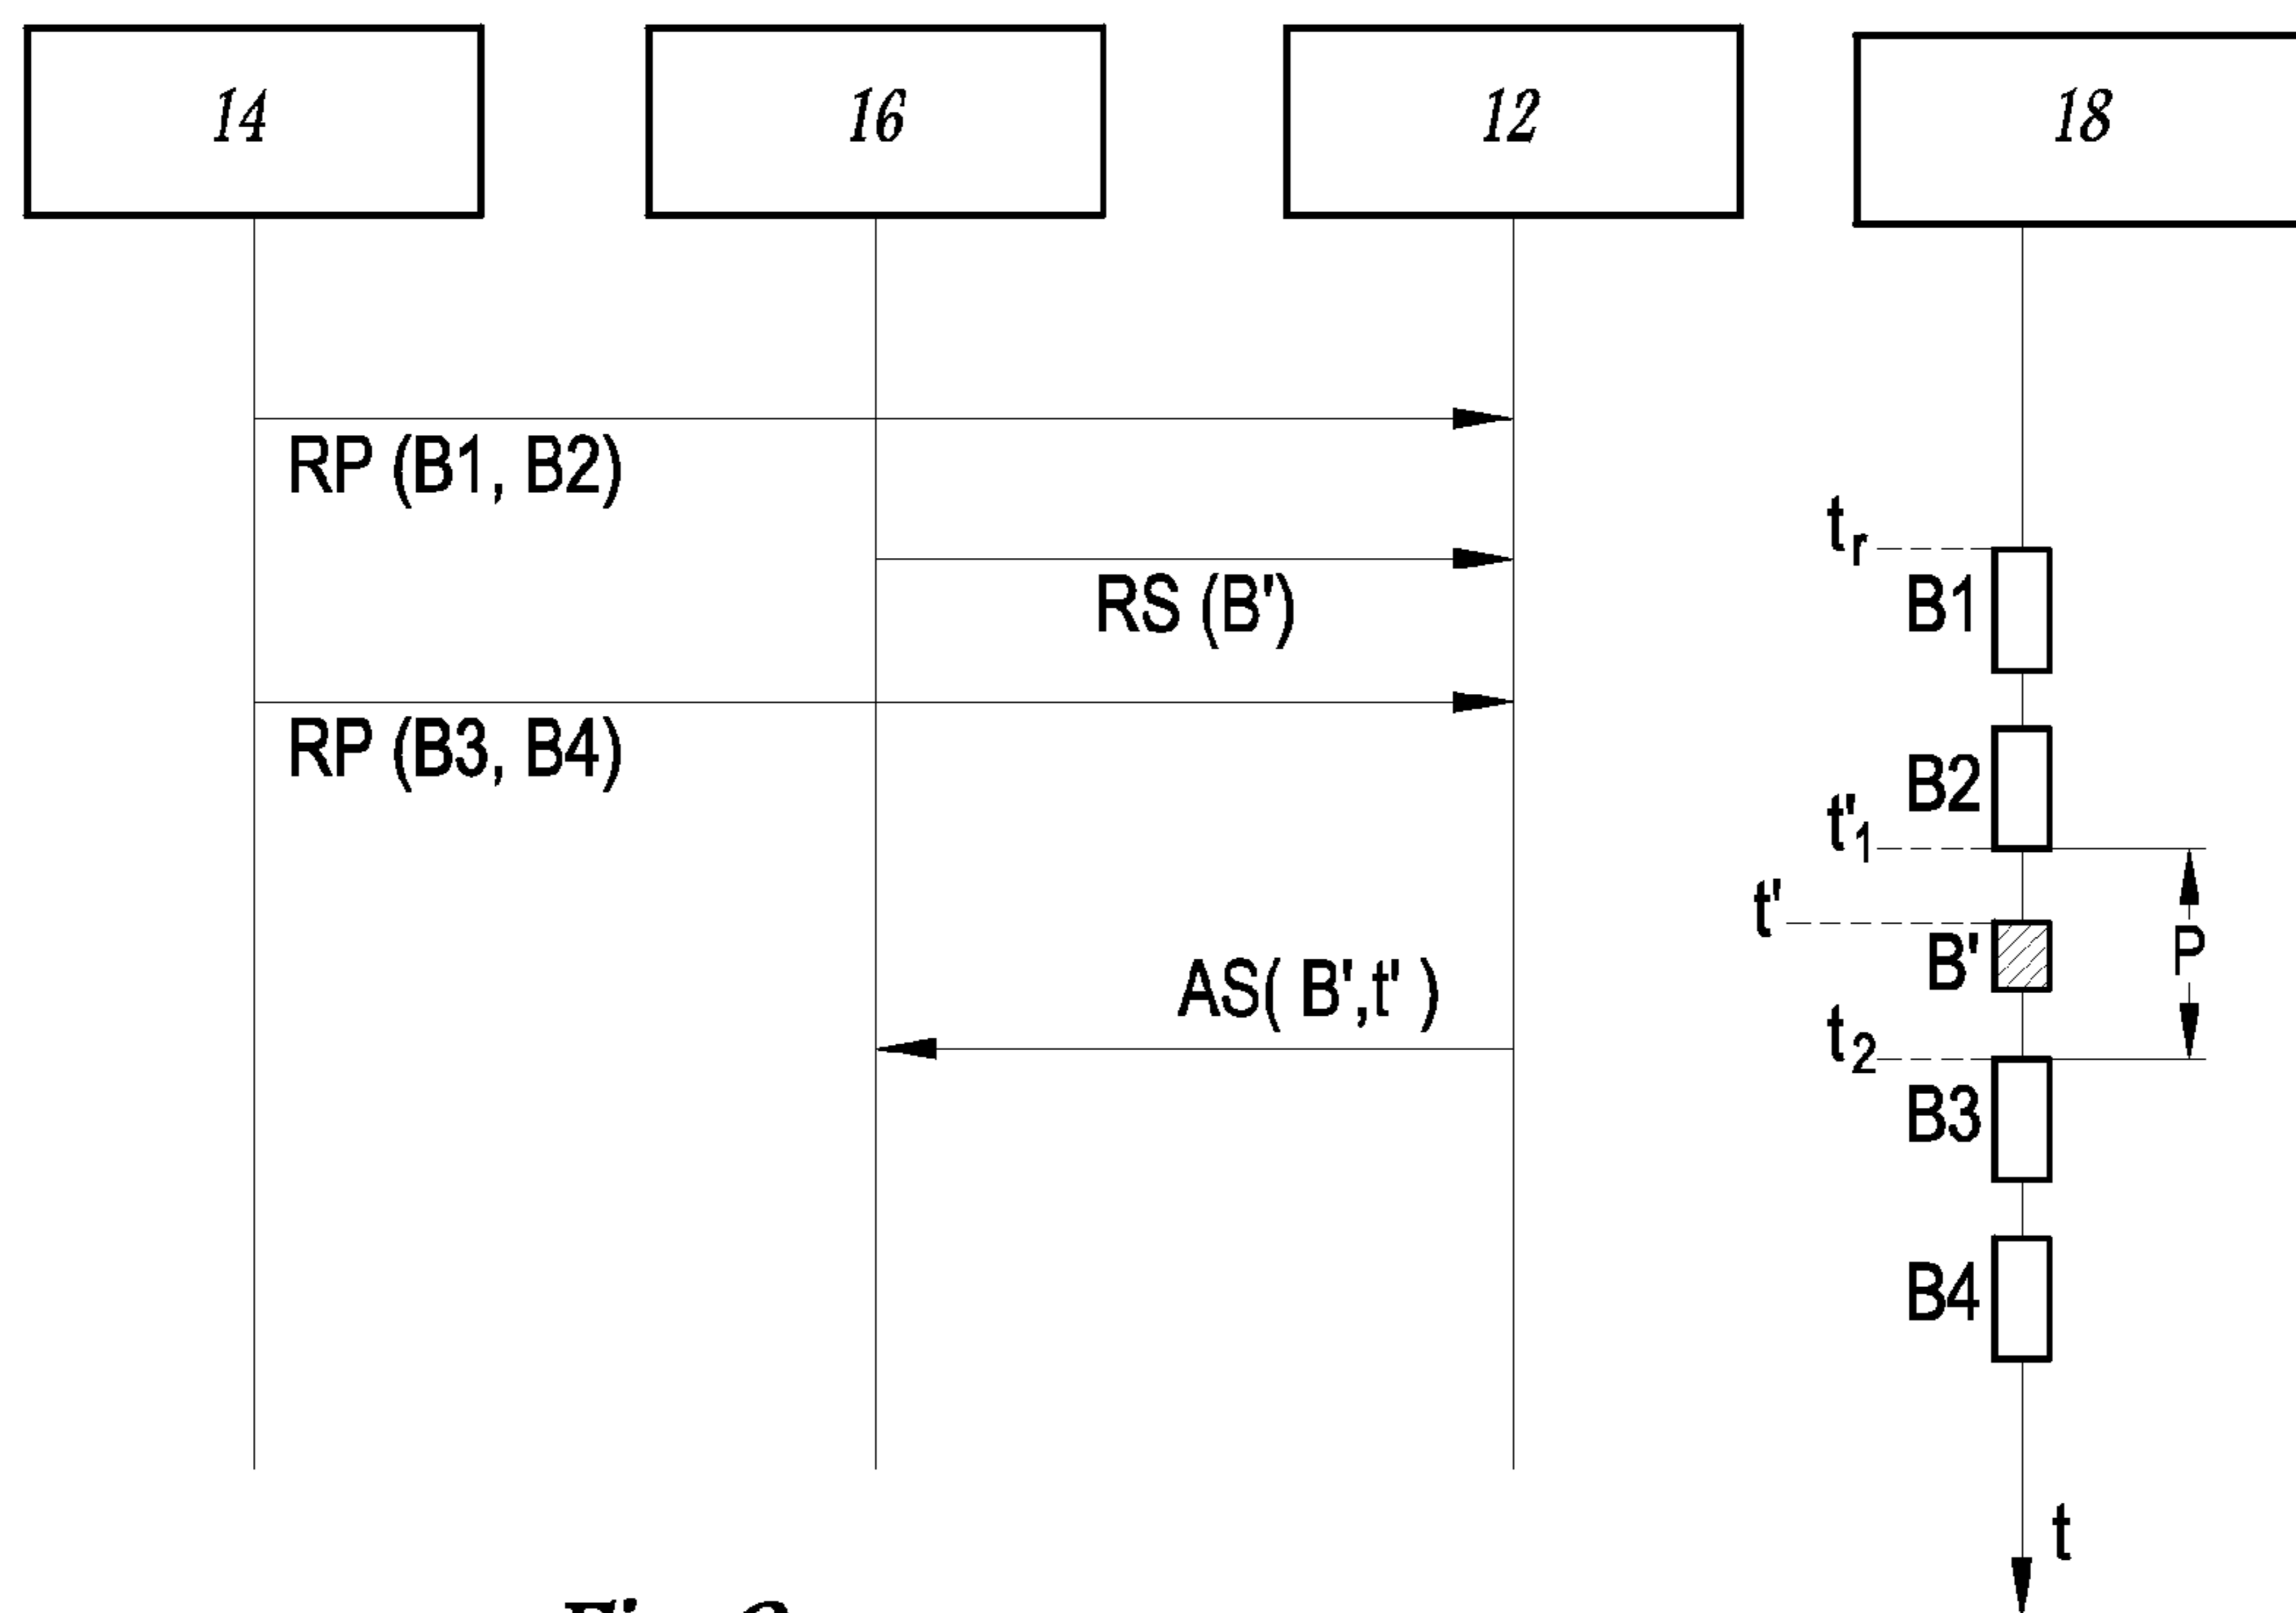 14
16
12
18
RP (B1, B2)
t_r
B1
RS (B')
RP (B3, B4)
B2
t'_1
t'
B'
P
AS( B',t' )
t_2
B3
B4
t